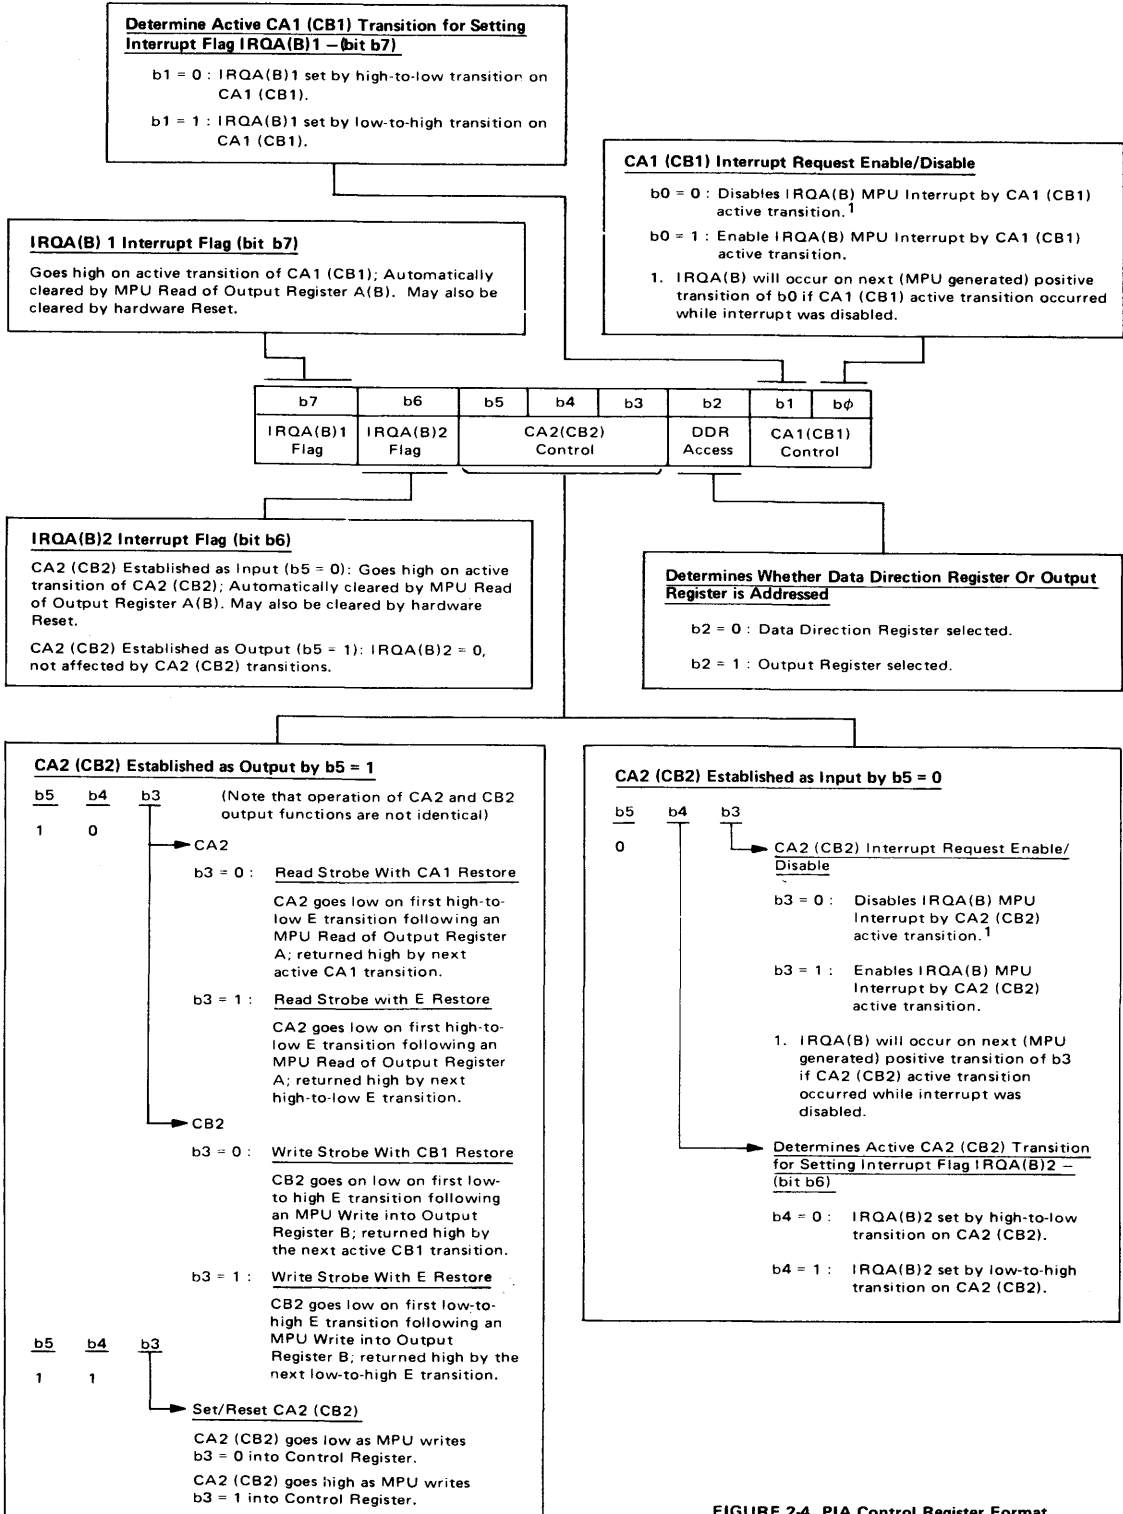 Determine Active CA1 (CB1) Transition for Setting
Interrupt Flag IRQA(B)1 – (bit b7)
b1 = 0 : IRQA(B)1 set by high-to-low transition on
CA1 (CB1).
b1 = 1 : IRQA(B)1 set by low-to-high transition on
CA1 (CB1).
CA1 (CB1) Interrupt Request Enable/Disable
b0 = 0 : Disables IRQA(B) MPU Interrupt by CA1 (CB1)
active transition.1
b0 = 1 : Enable IRQA(B) MPU Interrupt by CA1 (CB1)
active transition.
1. IRQA(B) will occur on next (MPU generated) positive
transition of b0 if CA1 (CB1) active transition occurred
while interrupt was disabled.
IRQA(B) 1 Interrupt Flag (bit b7)
Goes high on active transition of CA1 (CB1); Automatically
cleared by MPU Read of Output Register A(B). May also be
cleared by hardware Reset.
b7 b6 b5 b4 b3 b2 b1 bφ
IRQA(B)1 IRQA(B)2 CA2(CB2) DDR CA1(CB1)
Flag Flag Control Access Control
IRQA(B)2 Interrupt Flag (bit b6)
CA2 (CB2) Established as Input (b5 = 0): Goes high on active
transition of CA2 (CB2); Automatically cleared by MPU Read
of Output Register A(B). May also be cleared by hardware
Reset.
CA2 (CB2) Established as Output (b5 = 1): IRQA(B)2 = 0,
not affected by CA2 (CB2) transitions.
Determines Whether Data Direction Register Or Output
Register is Addressed
b2 = 0 : Data Direction Register selected.
b2 = 1 : Output Register selected.
CA2 (CB2) Established as Output by b5 = 1
b5 b4 b3
(Note that operation of CA2 and CB2
output functions are not identical)
1 0
CA2
b3 = 0 : Read Strobe With CA1 Restore
CA2 goes low on first high-to-
low E transition following an
MPU Read of Output Register
A; returned high by next
active CA1 transition.
b3 = 1 : Read Strobe with E Restore
CA2 goes low on first high-to-
low E transition following an
MPU Read of Output Register
A; returned high by next
high-to-low E transition.
CB2
b3 = 0 : Write Strobe With CB1 Restore
CB2 goes on low on first low-
to high E transition following
an MPU Write into Output
Register B; returned high by
the next active CB1 transition.
b3 = 1 : Write Strobe With E Restore
CB2 goes low on first low-to-
high E transition following an
MPU Write into Output
Register B; returned high by the
next low-to-high E transition.
b5 b4 b3
1 1
Set/Reset CA2 (CB2)
CA2 (CB2) goes low as MPU writes
b3 = 0 into Control Register.
CA2 (CB2) goes high as MPU writes
b3 = 1 into Control Register.
CA2 (CB2) Established as Input by b5 = 0
b5 b4 b3
0
CA2 (CB2) Interrupt Request Enable/
Disable
b3 = 0 : Disables IRQA(B) MPU
Interrupt by CA2 (CB2)
active transition.1
b3 = 1 : Enables IRQA(B) MPU
Interrupt by CA2 (CB2)
active transition.
1. IRQA(B) will occur on next (MPU
generated) positive transition of b3
if CA2 (CB2) active transition
occurred while interrupt was
disabled.
Determines Active CA2 (CB2) Transition
for Setting Interrupt Flag IRQA(B)2 –
(bit b6)
b4 = 0 : IRQA(B)2 set by high-to-low
transition on CA2 (CB2).
b4 = 1 : IRQA(B)2 set by low-to-high
transition on CA2 (CB2).
FIGURE 2-4 PIA Control Register Format